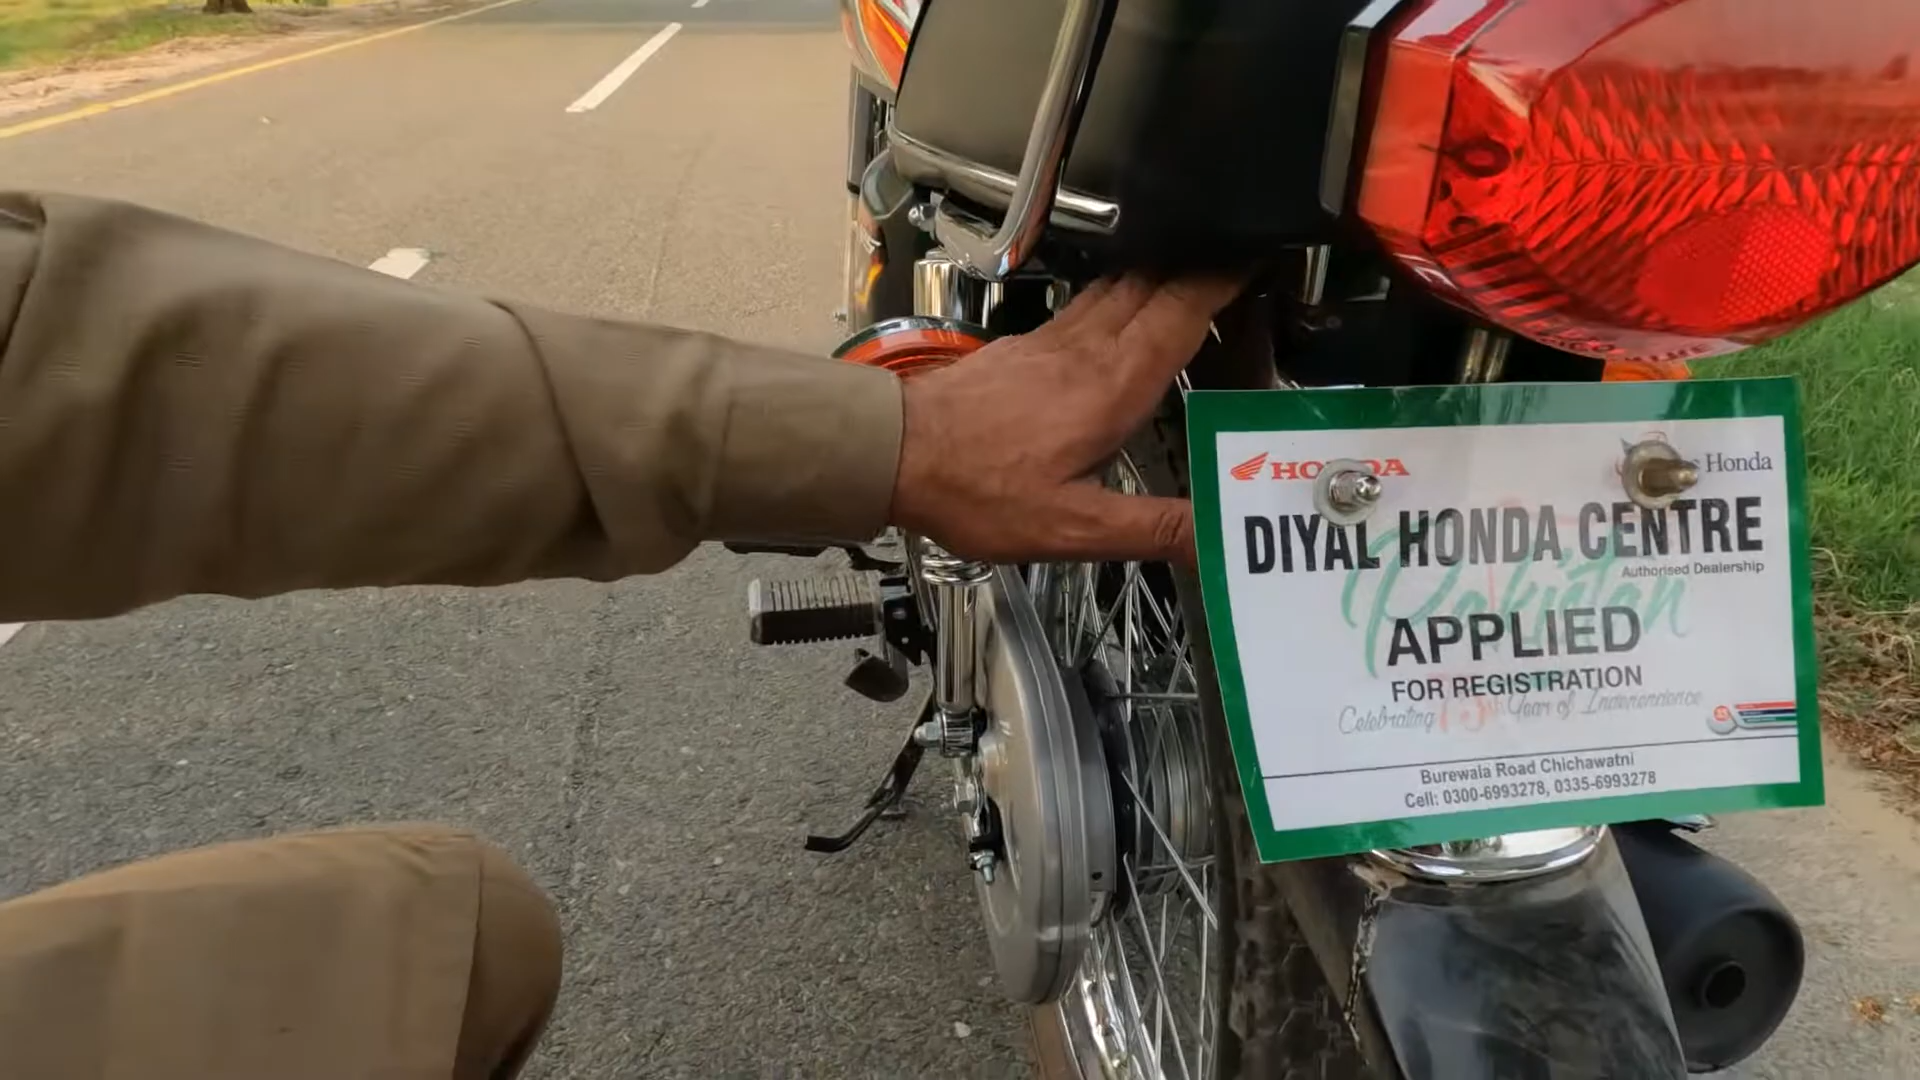 HONDA Honda
DIYAL HONDA CENTRE
Authorised Dealership
Pakistan
APPLIED
FOR REGISTRATION
Celebrating Year of Independence
Burewala Road Chichawatni
Cell: 0300-6993278, 0335-6993278